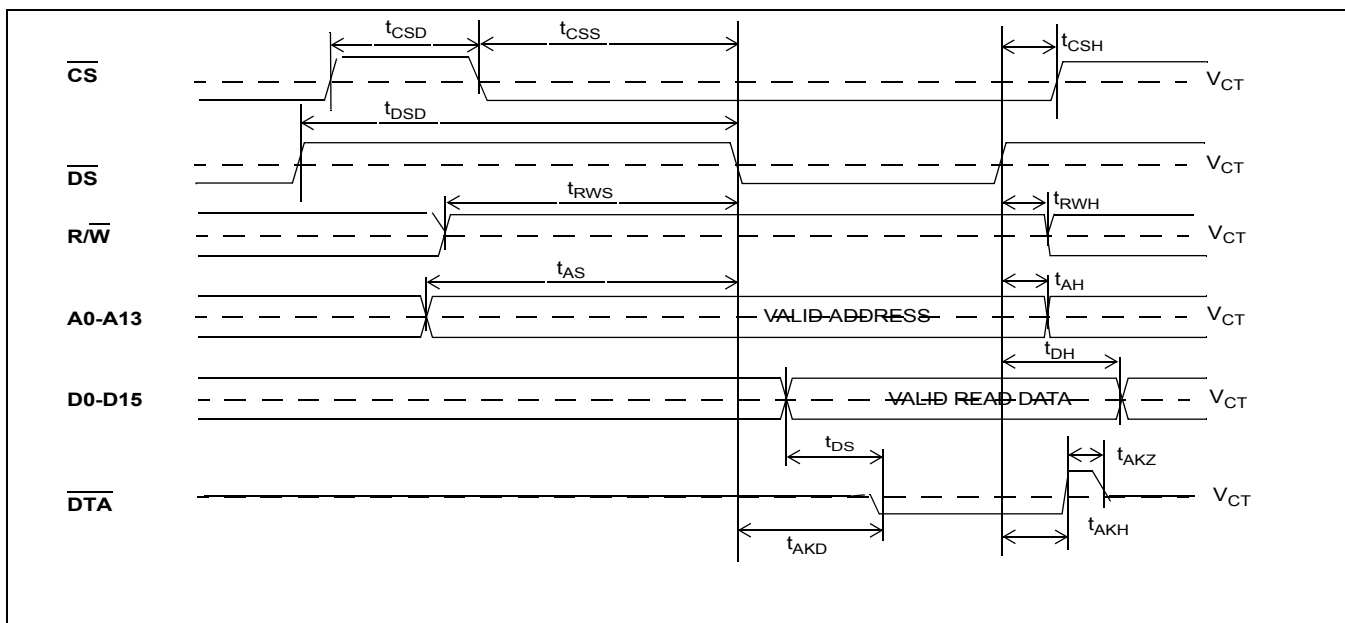 tCSD
tCSS
tCSH
CS
VCT
tDSD
DS
VCT
tRWS
tRWH
R/W
VCT
tAS
tAH
A0-A13
VALID ADDRESS
VCT
tDH
D0-D15
VALID READ DATA
VCT
tDS
tAKZ
DTA
VCT
tAKD
tAKH